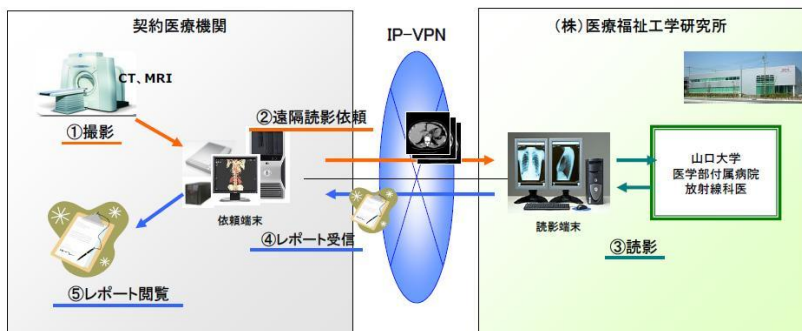 契約医療機関
IP-VPN
(株)医療福祉工学研究所
CT、MRI
①撮影
②遠隔読影依頼
依頼端末
④レポート受信
⑤レポート閲覧
読影端末
③読影
山口大学
医学部付属病院
放射線科医